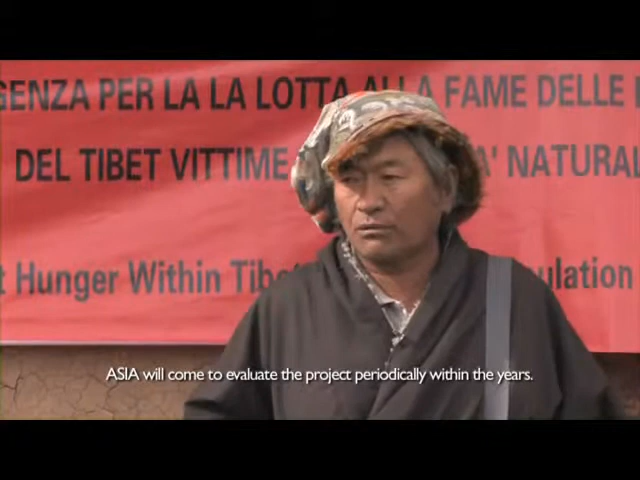 GENZA PER LA LA LOTTA ALLA FAME DELLE
DEL TIBET VITTIME A' NATURAL
t Hunger Within Tibet ulation
ASIA will come to evaluate the project periodically within the years.